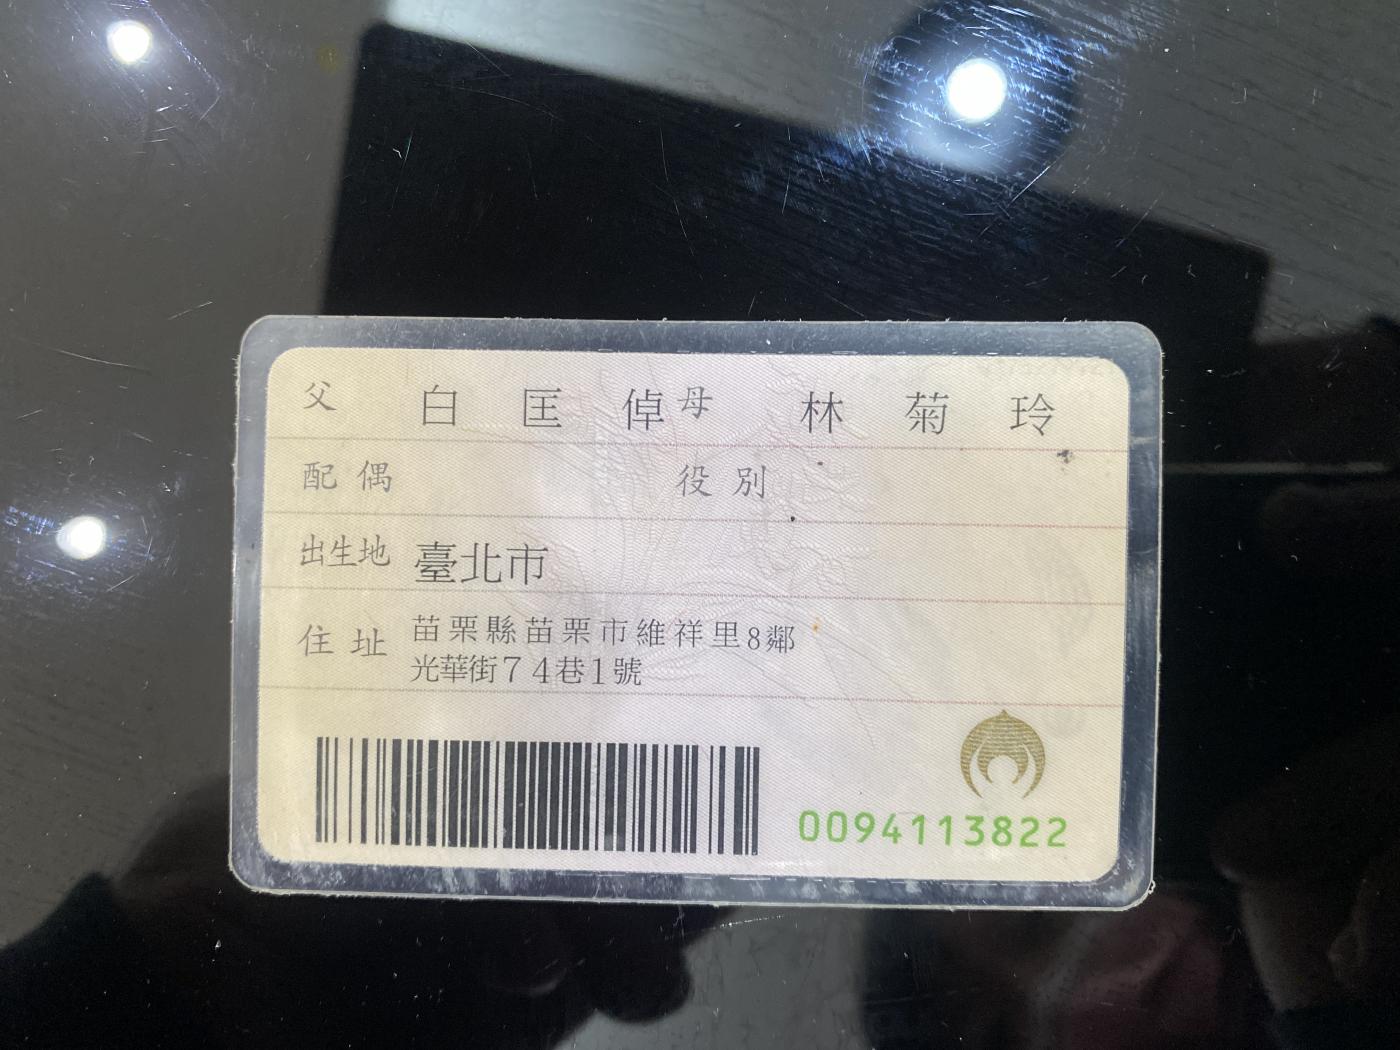 父 白匡倬 母 林菊玲
配偶 役別
出生地 臺北市
住址 苗栗縣苗栗市維祥里8鄰
光華街74巷1號
0094113822